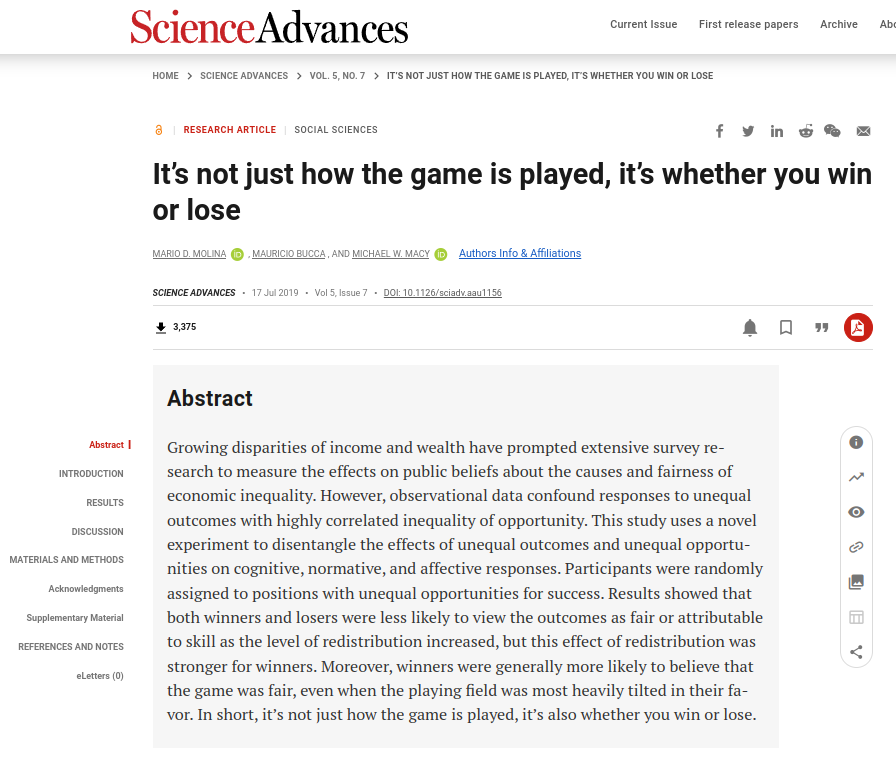 ScienceAdvances
Current Issue First release papers Archive Abo
HOME > SCIENCE ADVANCES > VOL. 5, NO. 7 > IT'S NOT JUST HOW THE GAME IS PLAYED, IT'S WHETHER YOU WIN OR LOSE
| RESEARCH ARTICLE | SOCIAL SCIENCES
It’s not just how the game is played, it’s whether you win
or lose
MARIO D. MOLINA iD , MAURICIO BUCCA , AND MICHAEL W. MACY iD Authors Info & Affiliations
SCIENCE ADVANCES • 17 Jul 2019 • Vol 5, Issue 7 • DOI: 10.1126/sciadv.aau1156
3,375
Abstract
Growing disparities of income and wealth have prompted extensive survey re-
search to measure the effects on public beliefs about the causes and fairness of
economic inequality. However, observational data confound responses to unequal
outcomes with highly correlated inequality of opportunity. This study uses a novel
experiment to disentangle the effects of unequal outcomes and unequal opportu-
nities on cognitive, normative, and affective responses. Participants were randomly
assigned to positions with unequal opportunities for success. Results showed that
both winners and losers were less likely to view the outcomes as fair or attributable
to skill as the level of redistribution increased, but this effect of redistribution was
stronger for winners. Moreover, winners were generally more likely to believe that
the game was fair, even when the playing field was most heavily tilted in their fa-
vor. In short, it’s not just how the game is played, it’s also whether you win or lose.
Abstract
INTRODUCTION
RESULTS
DISCUSSION
MATERIALS AND METHODS
Acknowledgments
Supplementary Material
REFERENCES AND NOTES
eLetters (0)